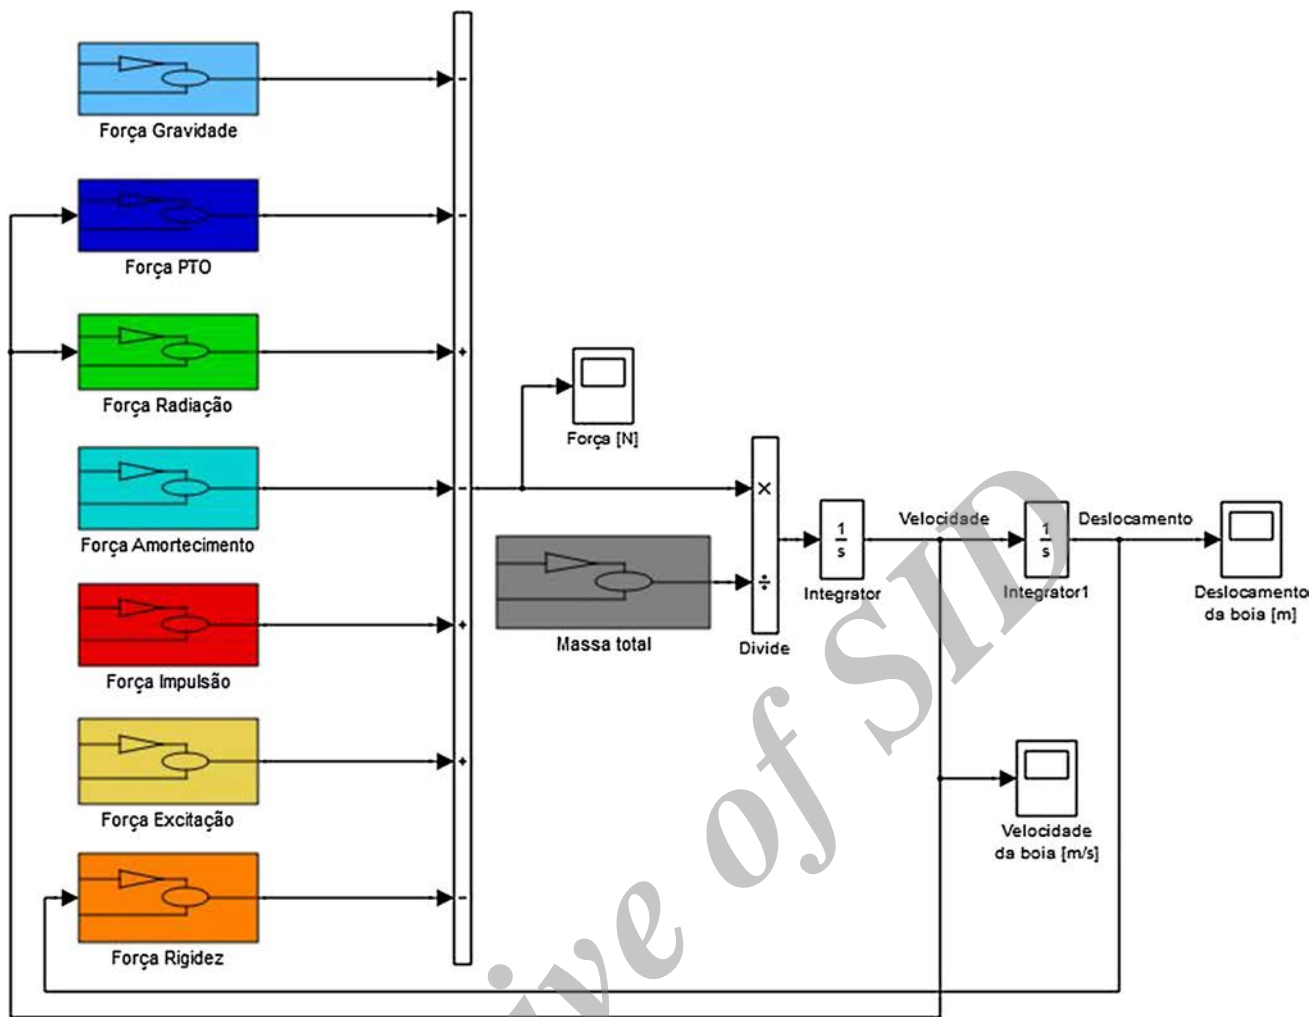 Força Gravidade
−
Força PTO
−
Força Radiação
+
Força Amortecimento
−
Força Impulsão
+
Força Excitação
+
Força Rigidez
−
Força [N]
×
÷
Massa total
Divide
1
s
Integrator
Velocidade
1
s
Integrator1
Deslocamento
Deslocamento
da boia [m]
Velocidade
da boia [m/s]
ive of SID